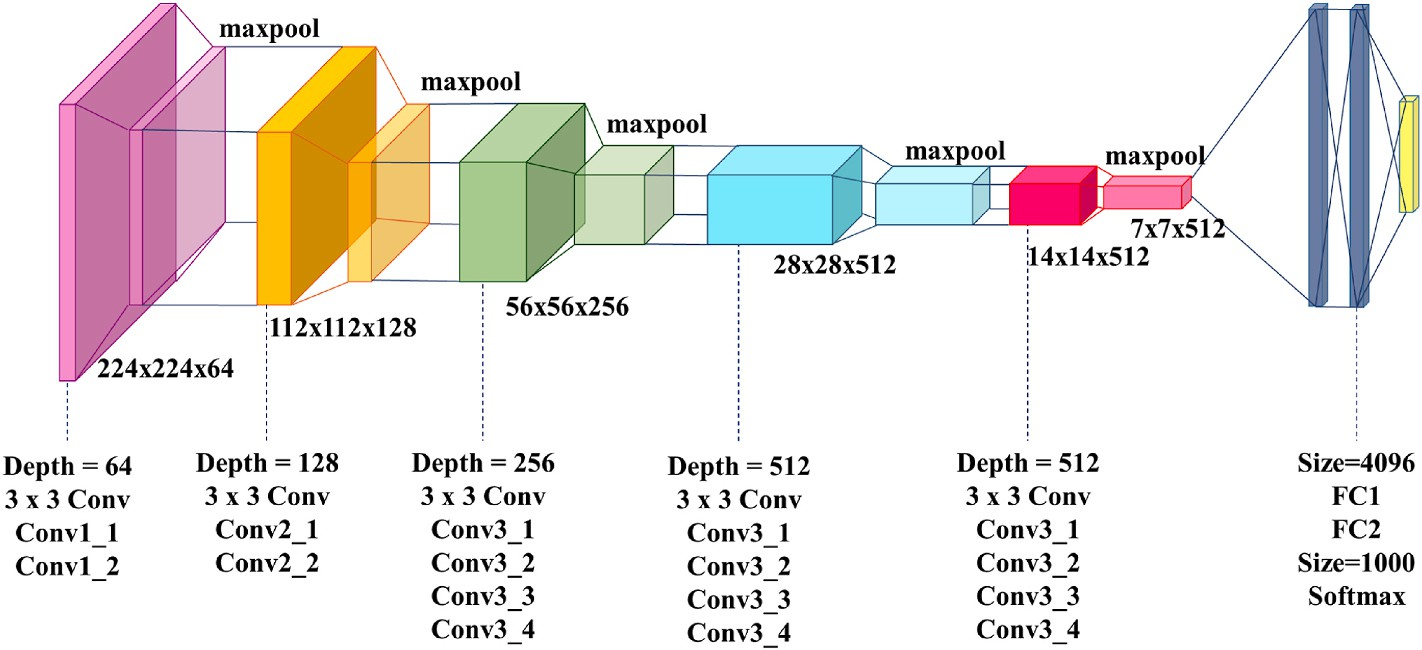 maxpool
maxpool
maxpool
maxpool
maxpool
224x224x64
112x112x128
56x56x256
28x28x512
14x14x512
7x7x512
Depth = 64
3 x 3 Conv
Conv1_1
Conv1_2
Depth = 128
3 x 3 Conv
Conv2_1
Conv2_2
Depth = 256
3 x 3 Conv
Conv3_1
Conv3_2
Conv3_3
Conv3_4
Depth = 512
3 x 3 Conv
Conv3_1
Conv3_2
Conv3_3
Conv3_4
Depth = 512
3 x 3 Conv
Conv3_1
Conv3_2
Conv3_3
Conv3_4
Size=4096
FC1
FC2
Size=1000
Softmax